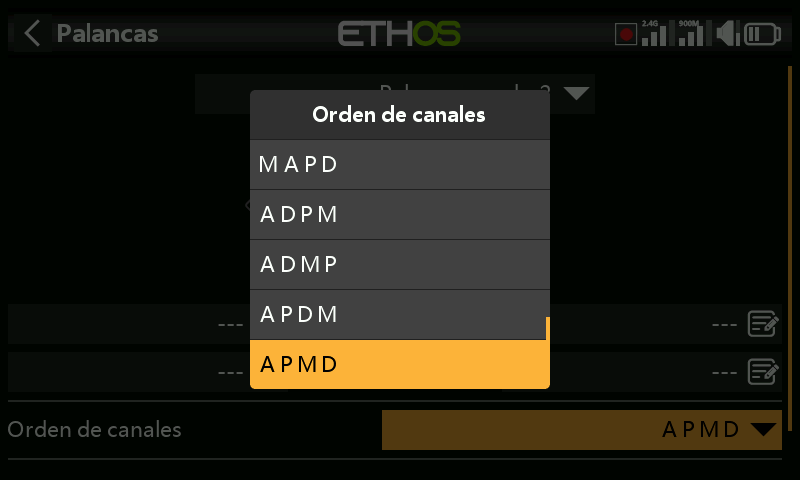 Palancas
ETHOS
2.4G
900M
Orden de canales
M A P D
A D P M
A D M P
A P D M
A P M D
---
---
---
---
Orden de canales
A P M D